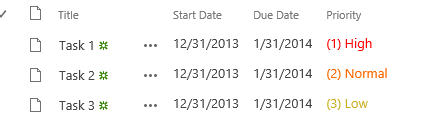 Title Start Date Due Date Priority
Task 1 ... 12/31/2013 1/31/2014 (1) High
Task 2 ... 12/31/2013 1/31/2014 (2) Normal
Task 3 ... 12/31/2013 1/31/2014 (3) Low